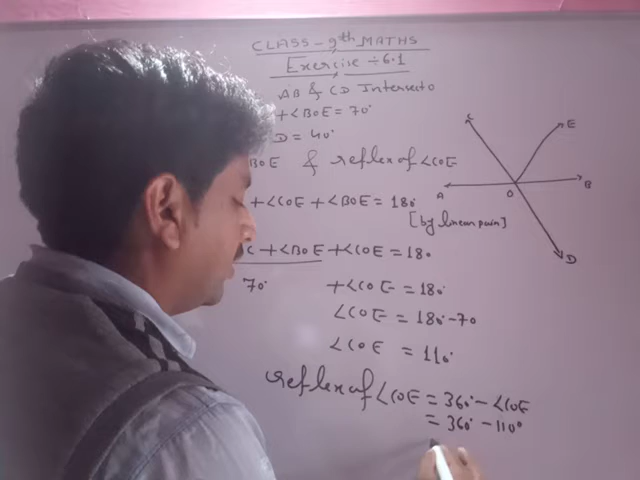 CLASS - 9th MATHS
Exercise ÷ 6.1
AB & CD Intersects
+ ∠BOE = 70°
D = 40°
BOE & reflex of ∠COE
+ ∠COE + ∠BOE = 180
[by linear pair]
C + ∠BOE + ∠COE = 180
70° + ∠COE = 180
∠COE = 180 - 70
∠COE = 110
reflex of ∠COE = 360° - ∠COE
= 360° - 110°
C
E
A
O
B
D